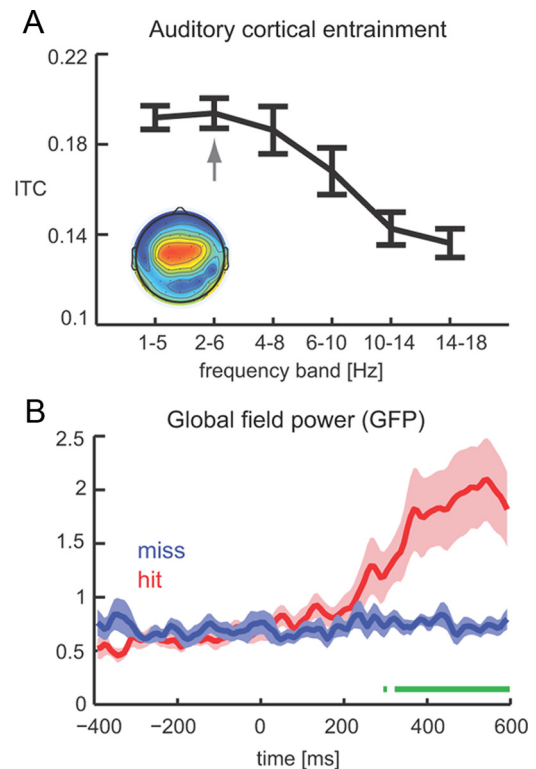 A
Auditory cortical entrainment
0.22
0.18
ITC
0.14
0.1
1-5 2-6 4-8 6-10 10-14 14-18
frequency band [Hz]
B
Global field power (GFP)
2.5
2
1.5
miss
hit
1
0.5
0
−400 −200 0 200 400 600
time [ms]